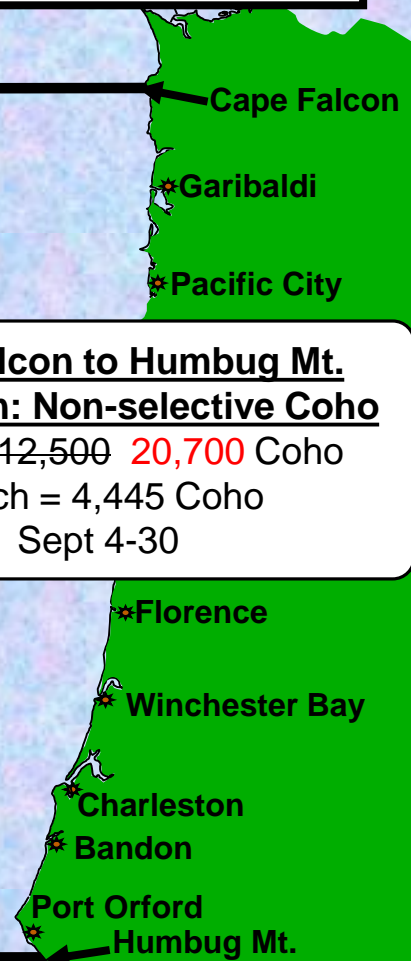 Cape Falcon
Garibaldi
Pacific City
lcon to Humbug Mt.
n: Non-selective Coho
12,500 20,700 Coho
ch = 4,445 Coho
Sept 4-30
Florence
Winchester Bay
Charleston
Bandon
Port Orford
Humbug Mt.